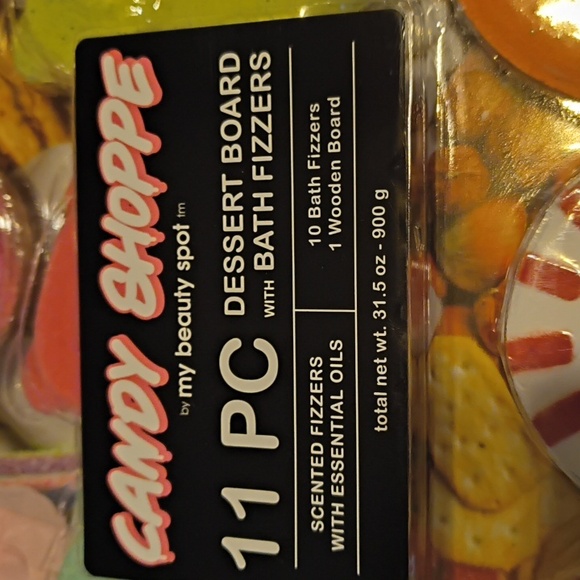 CANDY SHOPPE
by my beauty spot tm
11 PC DESSERT BOARD
WITH BATH FIZZERS
SCENTED FIZZERS
WITH ESSENTIAL OILS
10 Bath Fizzers
1 Wooden Board
total net wt. 31.5 oz - 900 g